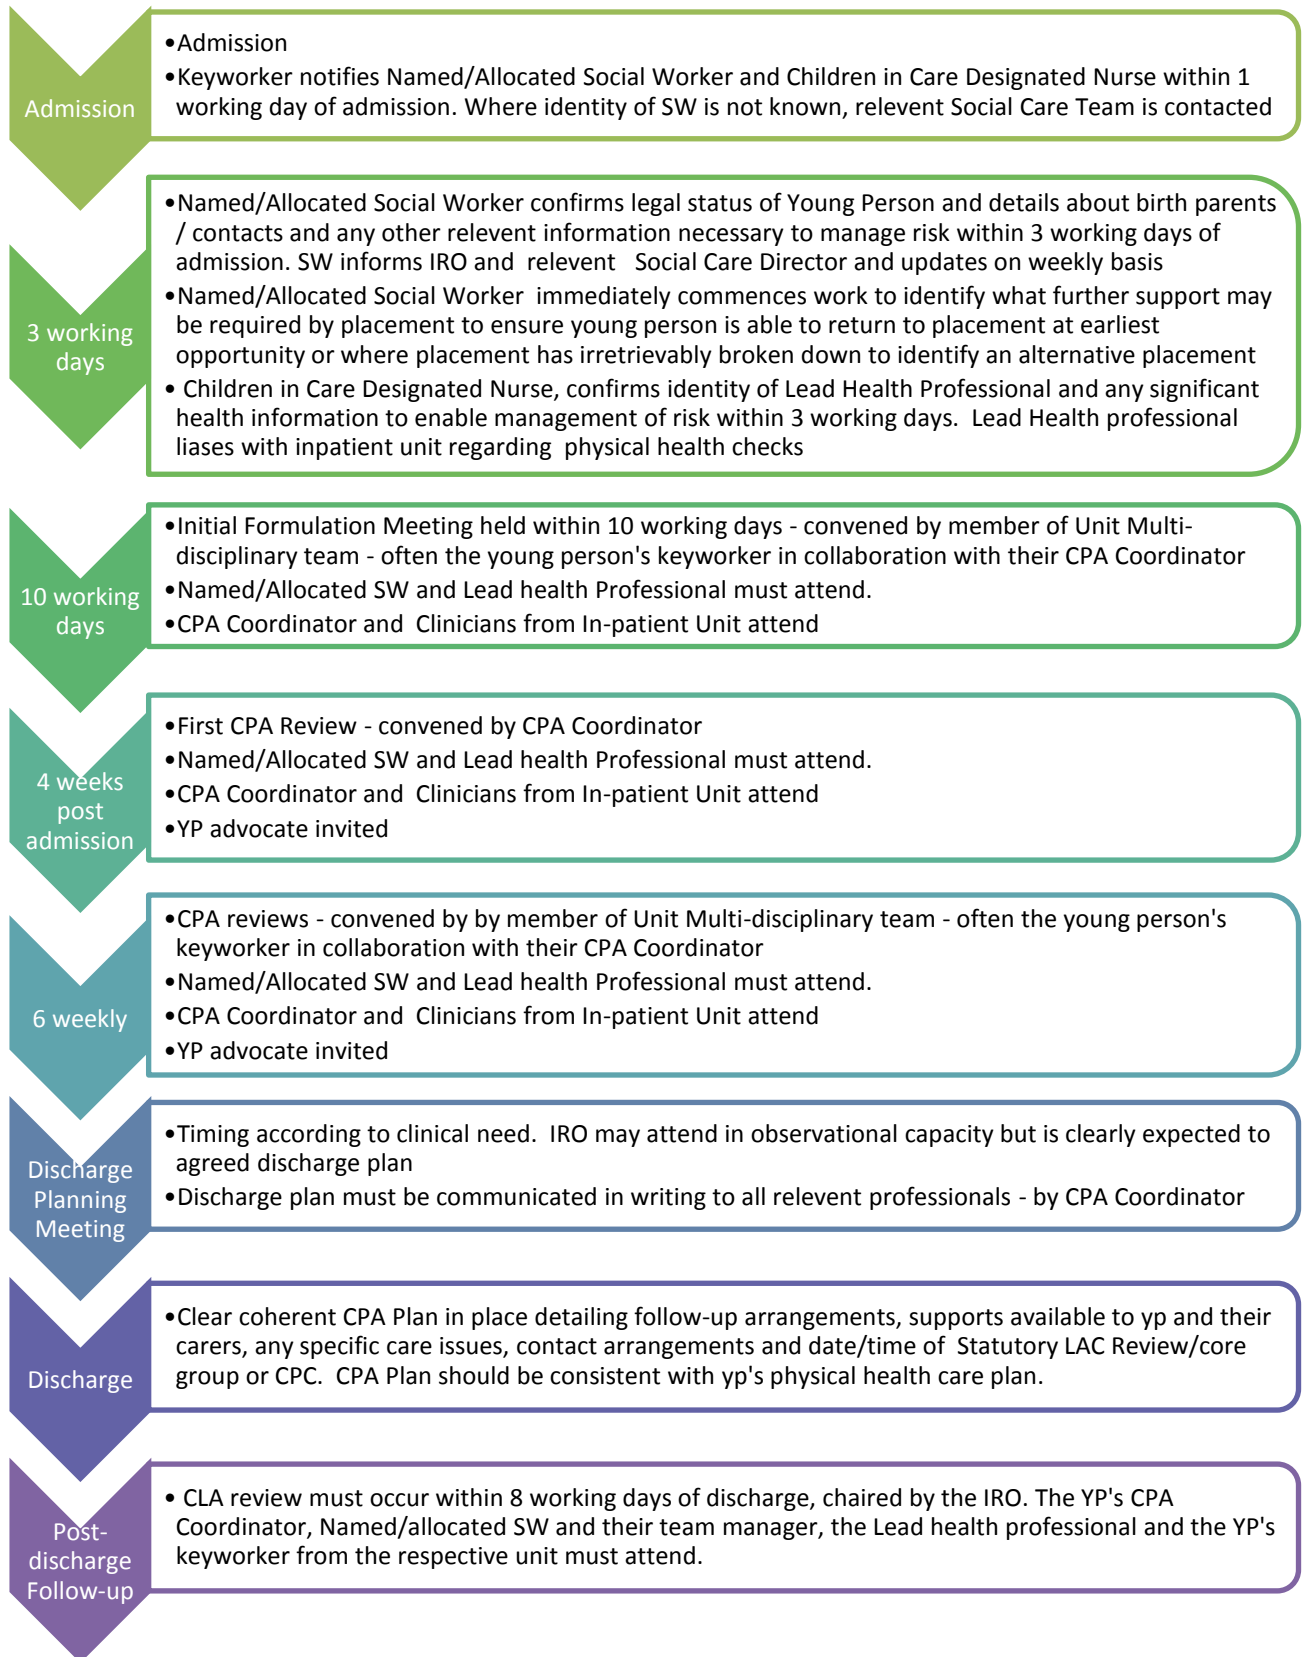 Admission
•Admission
•Keyworker notifies Named/Allocated Social Worker and Children in Care Designated Nurse within 1
working day of admission. Where identity of SW is not known, relevent Social Care Team is contacted
3 working
days
•Named/Allocated Social Worker confirms legal status of Young Person and details about birth parents
/ contacts and any other relevent information necessary to manage risk within 3 working days of
admission. SW informs IRO and relevent Social Care Director and updates on weekly basis
•Named/Allocated Social Worker immediately commences work to identify what further support may
be required by placement to ensure young person is able to return to placement at earliest
opportunity or where placement has irretrievably broken down to identify an alternative placement
• Children in Care Designated Nurse, confirms identity of Lead Health Professional and any significant
health information to enable management of risk within 3 working days. Lead Health professional
liases with inpatient unit regarding physical health checks
10 working
days
•Initial Formulation Meeting held within 10 working days - convened by member of Unit Multi-
disciplinary team - often the young person's keyworker in collaboration with their CPA Coordinator
•Named/Allocated SW and Lead health Professional must attend.
•CPA Coordinator and Clinicians from In-patient Unit attend
4 weeks
post
admission
•First CPA Review - convened by CPA Coordinator
•Named/Allocated SW and Lead health Professional must attend.
•CPA Coordinator and Clinicians from In-patient Unit attend
•YP advocate invited
6 weekly
•CPA reviews - convened by by member of Unit Multi-disciplinary team - often the young person's
keyworker in collaboration with their CPA Coordinator
•Named/Allocated SW and Lead health Professional must attend.
•CPA Coordinator and Clinicians from In-patient Unit attend
•YP advocate invited
Discharge
Planning
Meeting
•Timing according to clinical need. IRO may attend in observational capacity but is clearly expected to
agreed discharge plan
•Discharge plan must be communicated in writing to all relevent professionals - by CPA Coordinator
Discharge
•Clear coherent CPA Plan in place detailing follow-up arrangements, supports available to yp and their
carers, any specific care issues, contact arrangements and date/time of Statutory LAC Review/core
group or CPC. CPA Plan should be consistent with yp's physical health care plan.
Post-
discharge
Follow-up
• CLA review must occur within 8 working days of discharge, chaired by the IRO. The YP's CPA
Coordinator, Named/allocated SW and their team manager, the Lead health professional and the YP's
keyworker from the respective unit must attend.